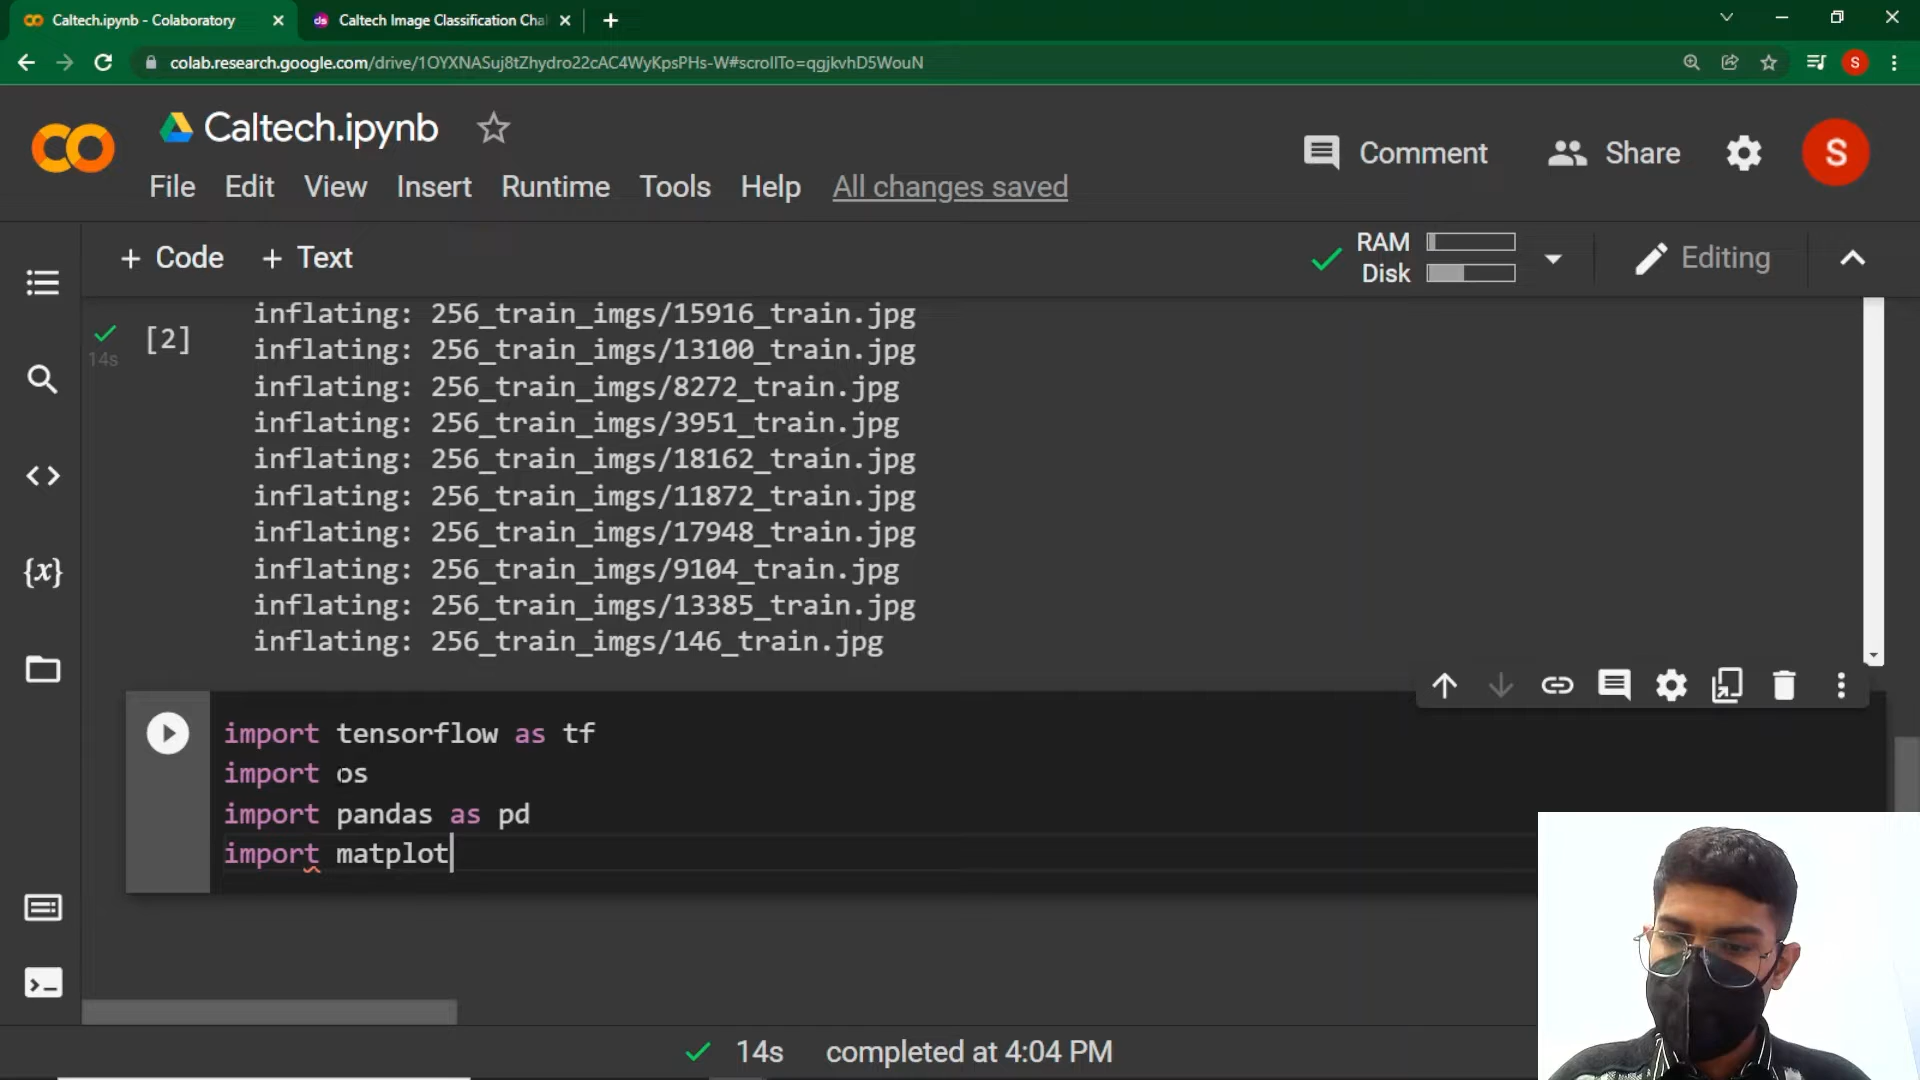 Caltech.ipynb - Colaboratory
ds Caltech Image Classification Cha
colab.research.google.com/drive/1OYXNASuj8tZhydro22cAC4WyKpsPHs-W#scrollTo=qgjkvhD5WouN
S
CO
Caltech.ipynb
Comment
Share
S
File Edit View Insert Runtime Tools Help All changes saved
+ Code + Text
RAM
Disk
Editing
[2]
14s
inflating: 256_train_imgs/15916_train.jpg
inflating: 256_train_imgs/13100_train.jpg
inflating: 256_train_imgs/8272_train.jpg
inflating: 256_train_imgs/3951_train.jpg
inflating: 256_train_imgs/18162_train.jpg
inflating: 256_train_imgs/11872_train.jpg
inflating: 256_train_imgs/17948_train.jpg
inflating: 256_train_imgs/9104_train.jpg
inflating: 256_train_imgs/13385_train.jpg
inflating: 256_train_imgs/146_train.jpg
{x}
import tensorflow as tf
import os
import pandas as pd
import matplot
14s completed at 4:04 PM